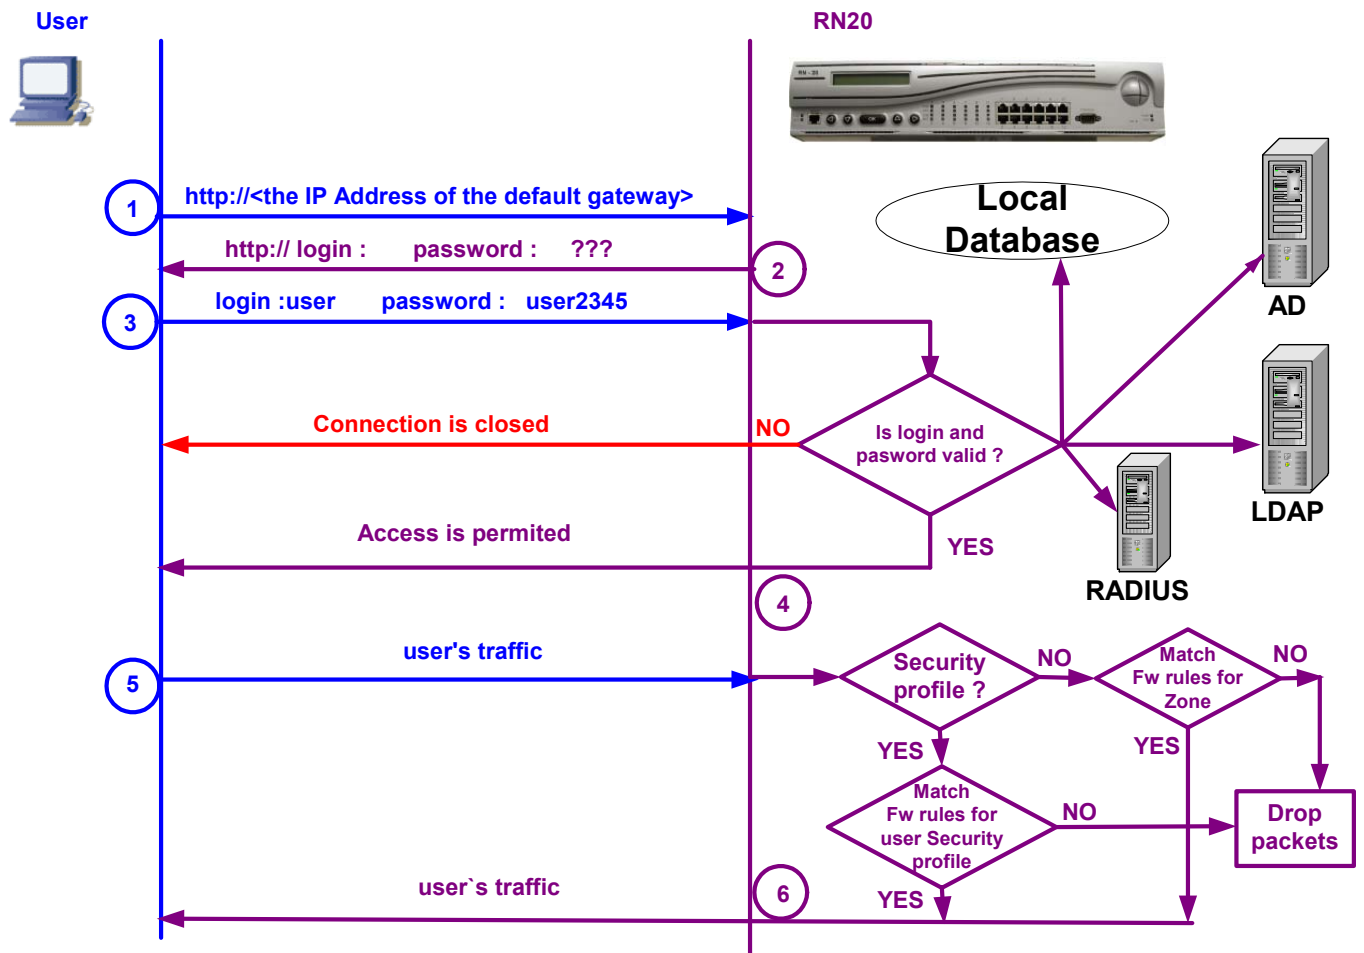 User
RN20
RN - 20
OK
1
http://<the IP Address of the default gateway>
Local
Database
http:// login : password : ???
2
AD
3
login :user password : user2345
Connection is closed
NO
Is login and
pasword valid ?
LDAP
Access is permited
YES
RADIUS
4
5
user's traffic
Security
profile ?
NO
Match
Fw rules for
Zone
NO
YES
YES
Match
Fw rules for
user Security
profile
NO
Drop
packets
user`s traffic
6
YES